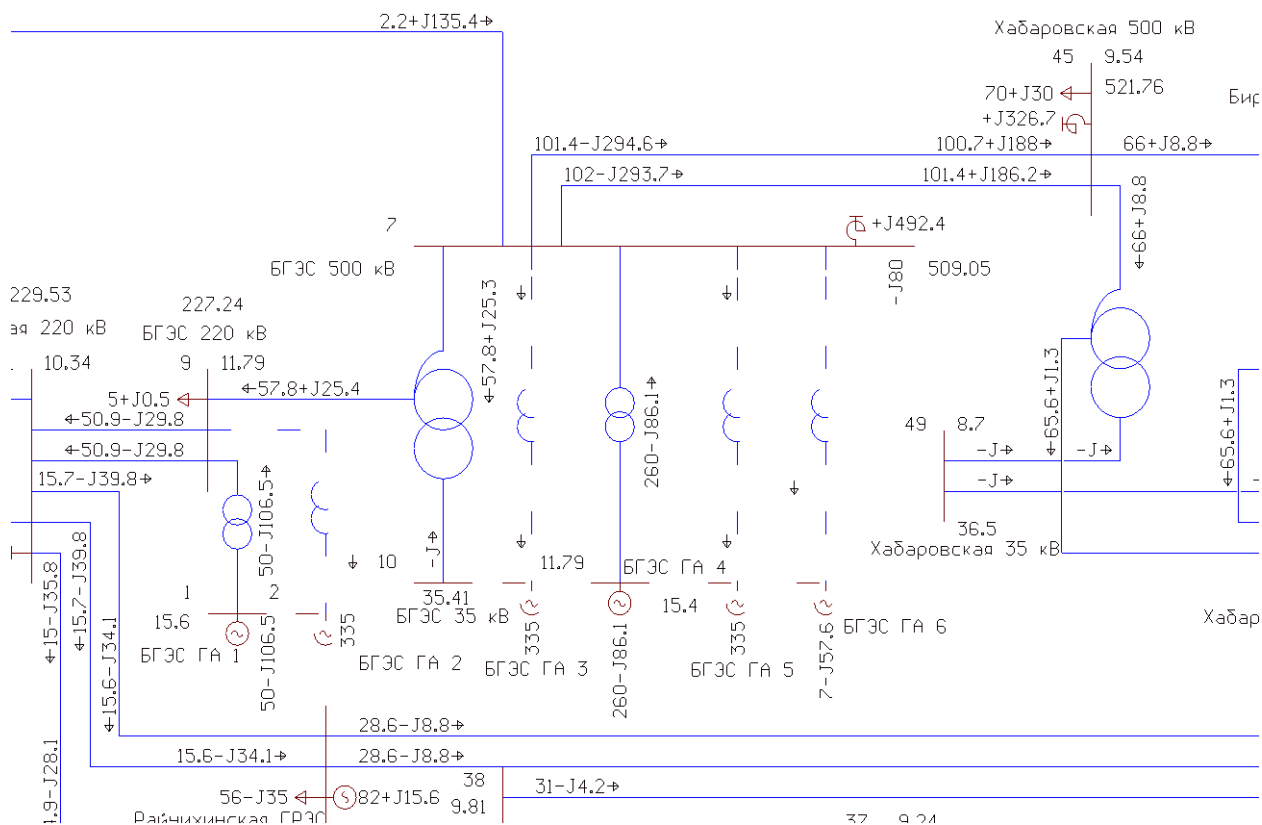 2.2+J135.4
Хабаровская 500 кВ
45 9.54
70+J30
521.76
+J326.7
Бир
101.4-J294.6
100.7+J188
66+J8.8
102-J293.7
101.4+J186.2
66+J8.8
7
+J492.4
БГЭС 500 кВ
-J80
509.05
229.53
227.24
57.8+J25.3
ая 220 кВ
БГЭС 220 кВ
10.34
9 11.79
57.8+J25.4
5+J0.5
50.9-J29.8
260-J86.1
65.6+J1.3
65.6+J1.3
49 8.7
50.9-J29.8
-J
-J
15.7-J39.8
-J
50-J106.5
36.5
Хабаровская 35 кВ
-J
10
11.79
БГЭС ГА 4
15-J35.8
15.7-J39.8
15.6-J34.1
1
2
35.41
15.4
15.6
БГЭС 35 кВ
335
335
335
БГЭС ГА 6
Хабар
БГЭС ГА 1
50-J106.5
БГЭС ГА 2
БГЭС ГА 3
260-J86.1
БГЭС ГА 5
7-J57.6
28.6-J8.8
4.9-J28.1
15.6-J34.1
28.6-J8.8
38
31-J4.2
56-J35
82+J15.6
9.81
Райчихинская ГРЭС
37 9.24